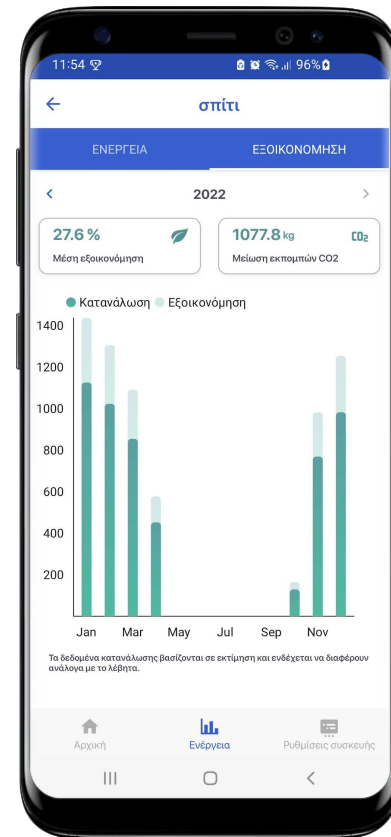 11:54 96%
σπίτι
ΕΝΕΡΓΕΙΑ ΕΞΟΙΚΟΝΟΜΗΣΗ
2022
27.6 % 1077.8 kg CO2
Μέση εξοικονόμηση Μείωση εκπομπών CO2
Κατανάλωση Εξοικονόμηση
1400
1200
1000
800
600
400
200
Jan Mar May Jul Sep Nov
Τα δεδομένα κατανάλωσης βασίζονται σε εκτίμηση και ενδέχεται να διαφέρουν
ανάλογα με το λέβητα.
Αρχική Ενέργεια Ρυθμίσεις συσκευής